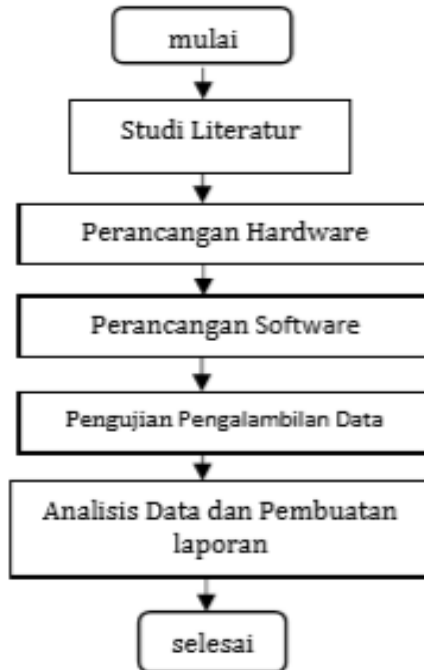 mulai
Studi Literatur
Perancangan Hardware
Perancangan Software
Pengujian Pengalambilan Data
Analisis Data dan Pembuatan
laporan
selesai